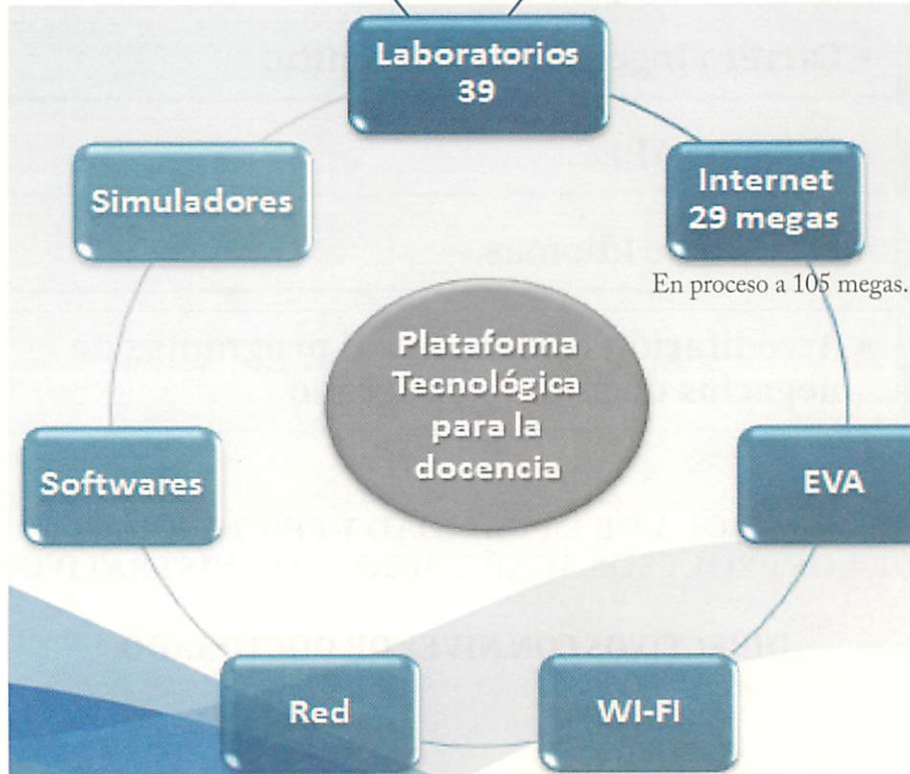 Laboratorios
39
Internet
29 megas
En proceso a 105 megas.
EVA
WI-FI
Red
Softwares
Simuladores
Plataforma
Tecnológica
para la
docencia